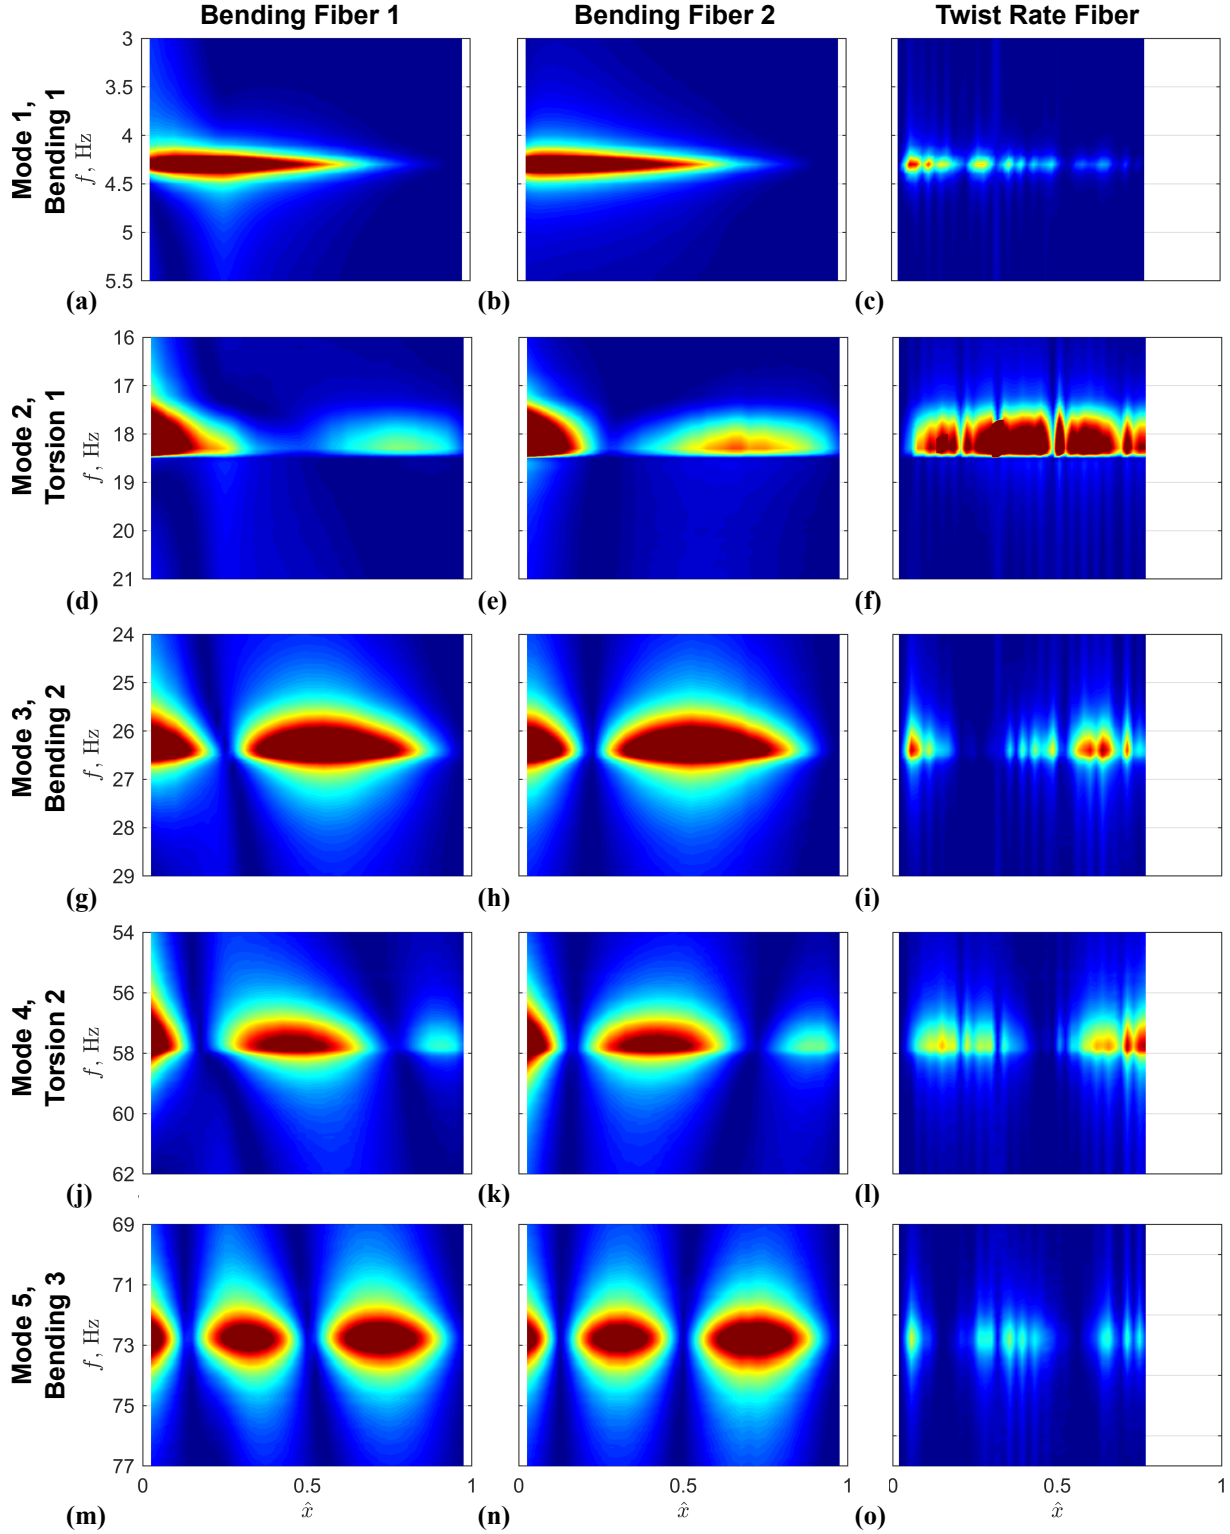 Bending Fiber 1 Bending Fiber 2 Twist Rate Fiber
Mode 1,
Bending 1
f, Hz
3
3.5
4
4.5
5
5.5
(a) (b) (c)
Mode 2,
Torsion 1
f, Hz
16
17
18
19
20
21
(d) (e) (f)
Mode 3,
Bending 2
f, Hz
24
25
26
27
28
29
(g) (h) (i)
Mode 4,
Torsion 2
f, Hz
54
56
58
60
62
(j) (k) (l)
Mode 5,
Bending 3
f, Hz
69
71
73
75
77
0 0.5 1 0 0.5 1 0 0.5 1
x̂ x̂ x̂
(m) (n) (o)